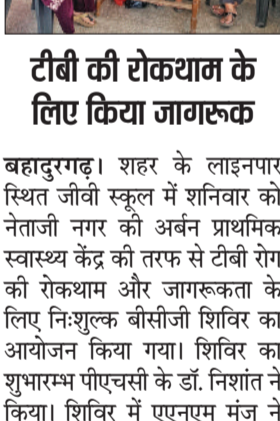 टीबी की रोकथाम के
लिए किया जागरूक
बहादुरगढ़। शहर के लाइनपार
स्थित जीवी स्कूल में शनिवार को
नेताजी नगर की अर्बन प्राथमिक
स्वास्थ्य केंद्र की तरफ से टीबी रोग
की रोकथाम और जागरूकता के
लिए निःशुल्क बीसीजी शिविर का
आयोजन किया गया। शिविर का
शुभारम्भ पीएचसी के डॉ. निशांत ने
किया। शिविर में एएनएम मंजू ने